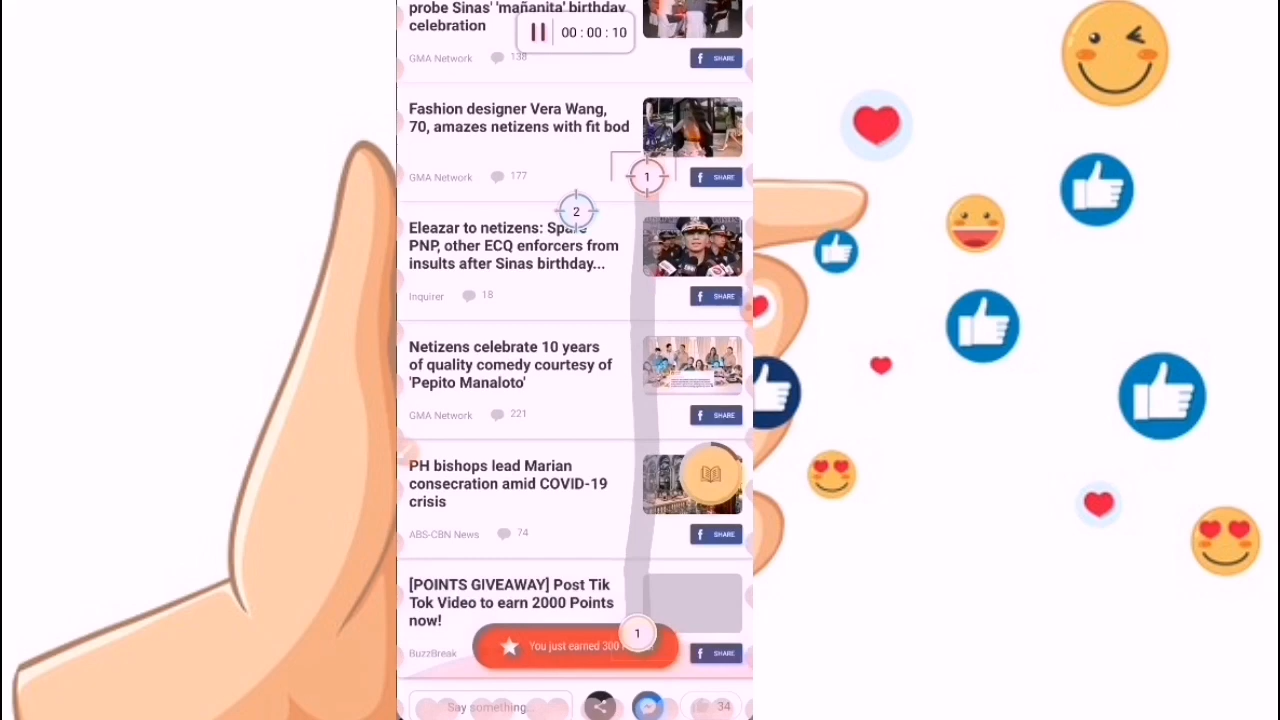 probe Sinas' 'mañanita' birthday
celebration
00 : 00 : 10
GMA Network 138
SHARE
Fashion designer Vera Wang,
70, amazes netizens with fit bod
GMA Network 177
SHARE
1
2
Eleazar to netizens: Spare
PNP, other ECQ enforcers from
insults after Sinas birthday...
Inquirer 18
SHARE
Netizens celebrate 10 years
of quality comedy courtesy of
'Pepito Manaloto'
GMA Network 221
SHARE
PH bishops lead Marian
consecration amid COVID-19
crisis
ABS-CBN News 74
SHARE
[POINTS GIVEAWAY] Post Tik
Tok Video to earn 2000 Points
now!
1
You just earned 300
BuzzBreak
SHARE
Say something...
34